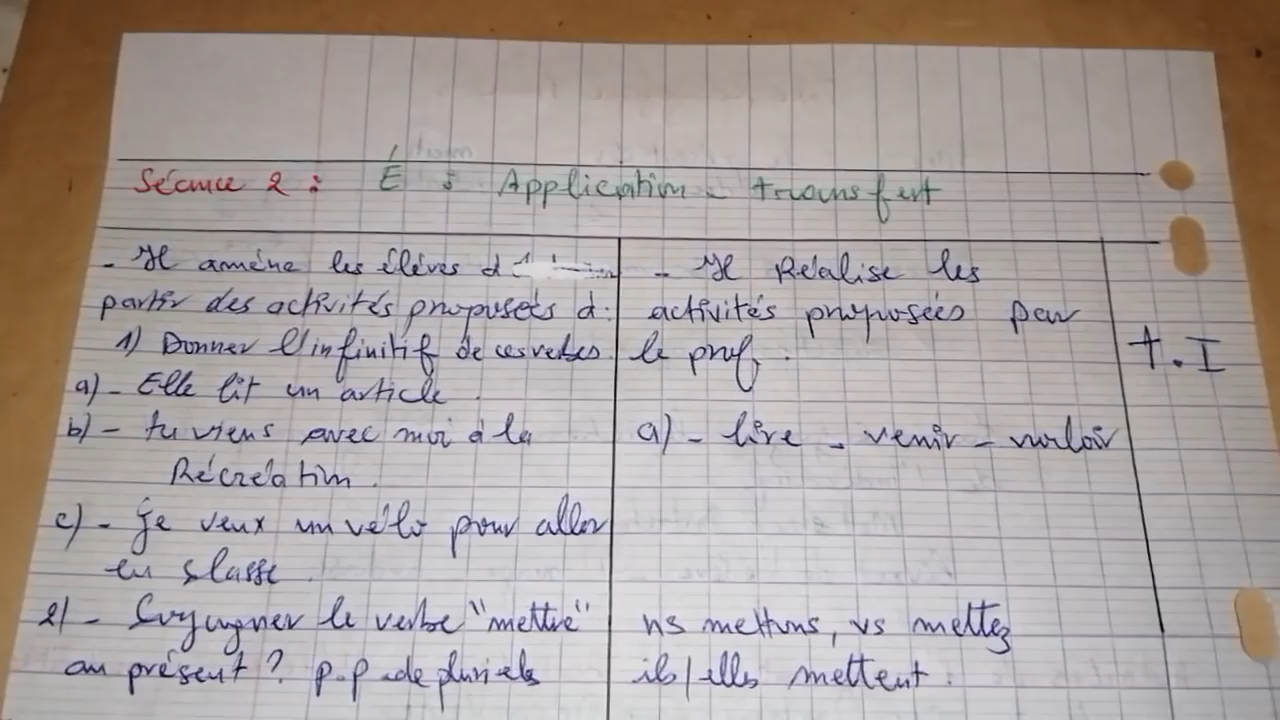 Séance 2 : É : Application - transfert
- Il amène les élèves à
partir des activités proposées d:
1) Donner l'infinitif de ces verbes.
a) - Elle lit un article.
b) - tu viens avec moi à la
Récréation.
c) - Je veux un vélo pour aller
en slasse.
2) - Conjuguer le verbe "mettre"
au présent ? p.p de pluriels
- Il Réalise les
activités proposées par
le prof.
a) - lire - venir - vouloir
ns mettons, vs mettez
ils/elles mettent.
t.I